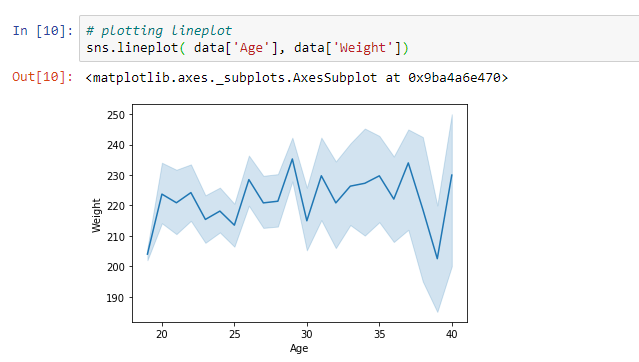 In [10]: # plotting lineplot
sns.lineplot( data['Age'], data['Weight'])
Out[10]: <matplotlib.axes._subplots.AxesSubplot at 0x9ba4a6e470>
250
240
230
220
210
200
190
Weight
20 25 30 35 40
Age